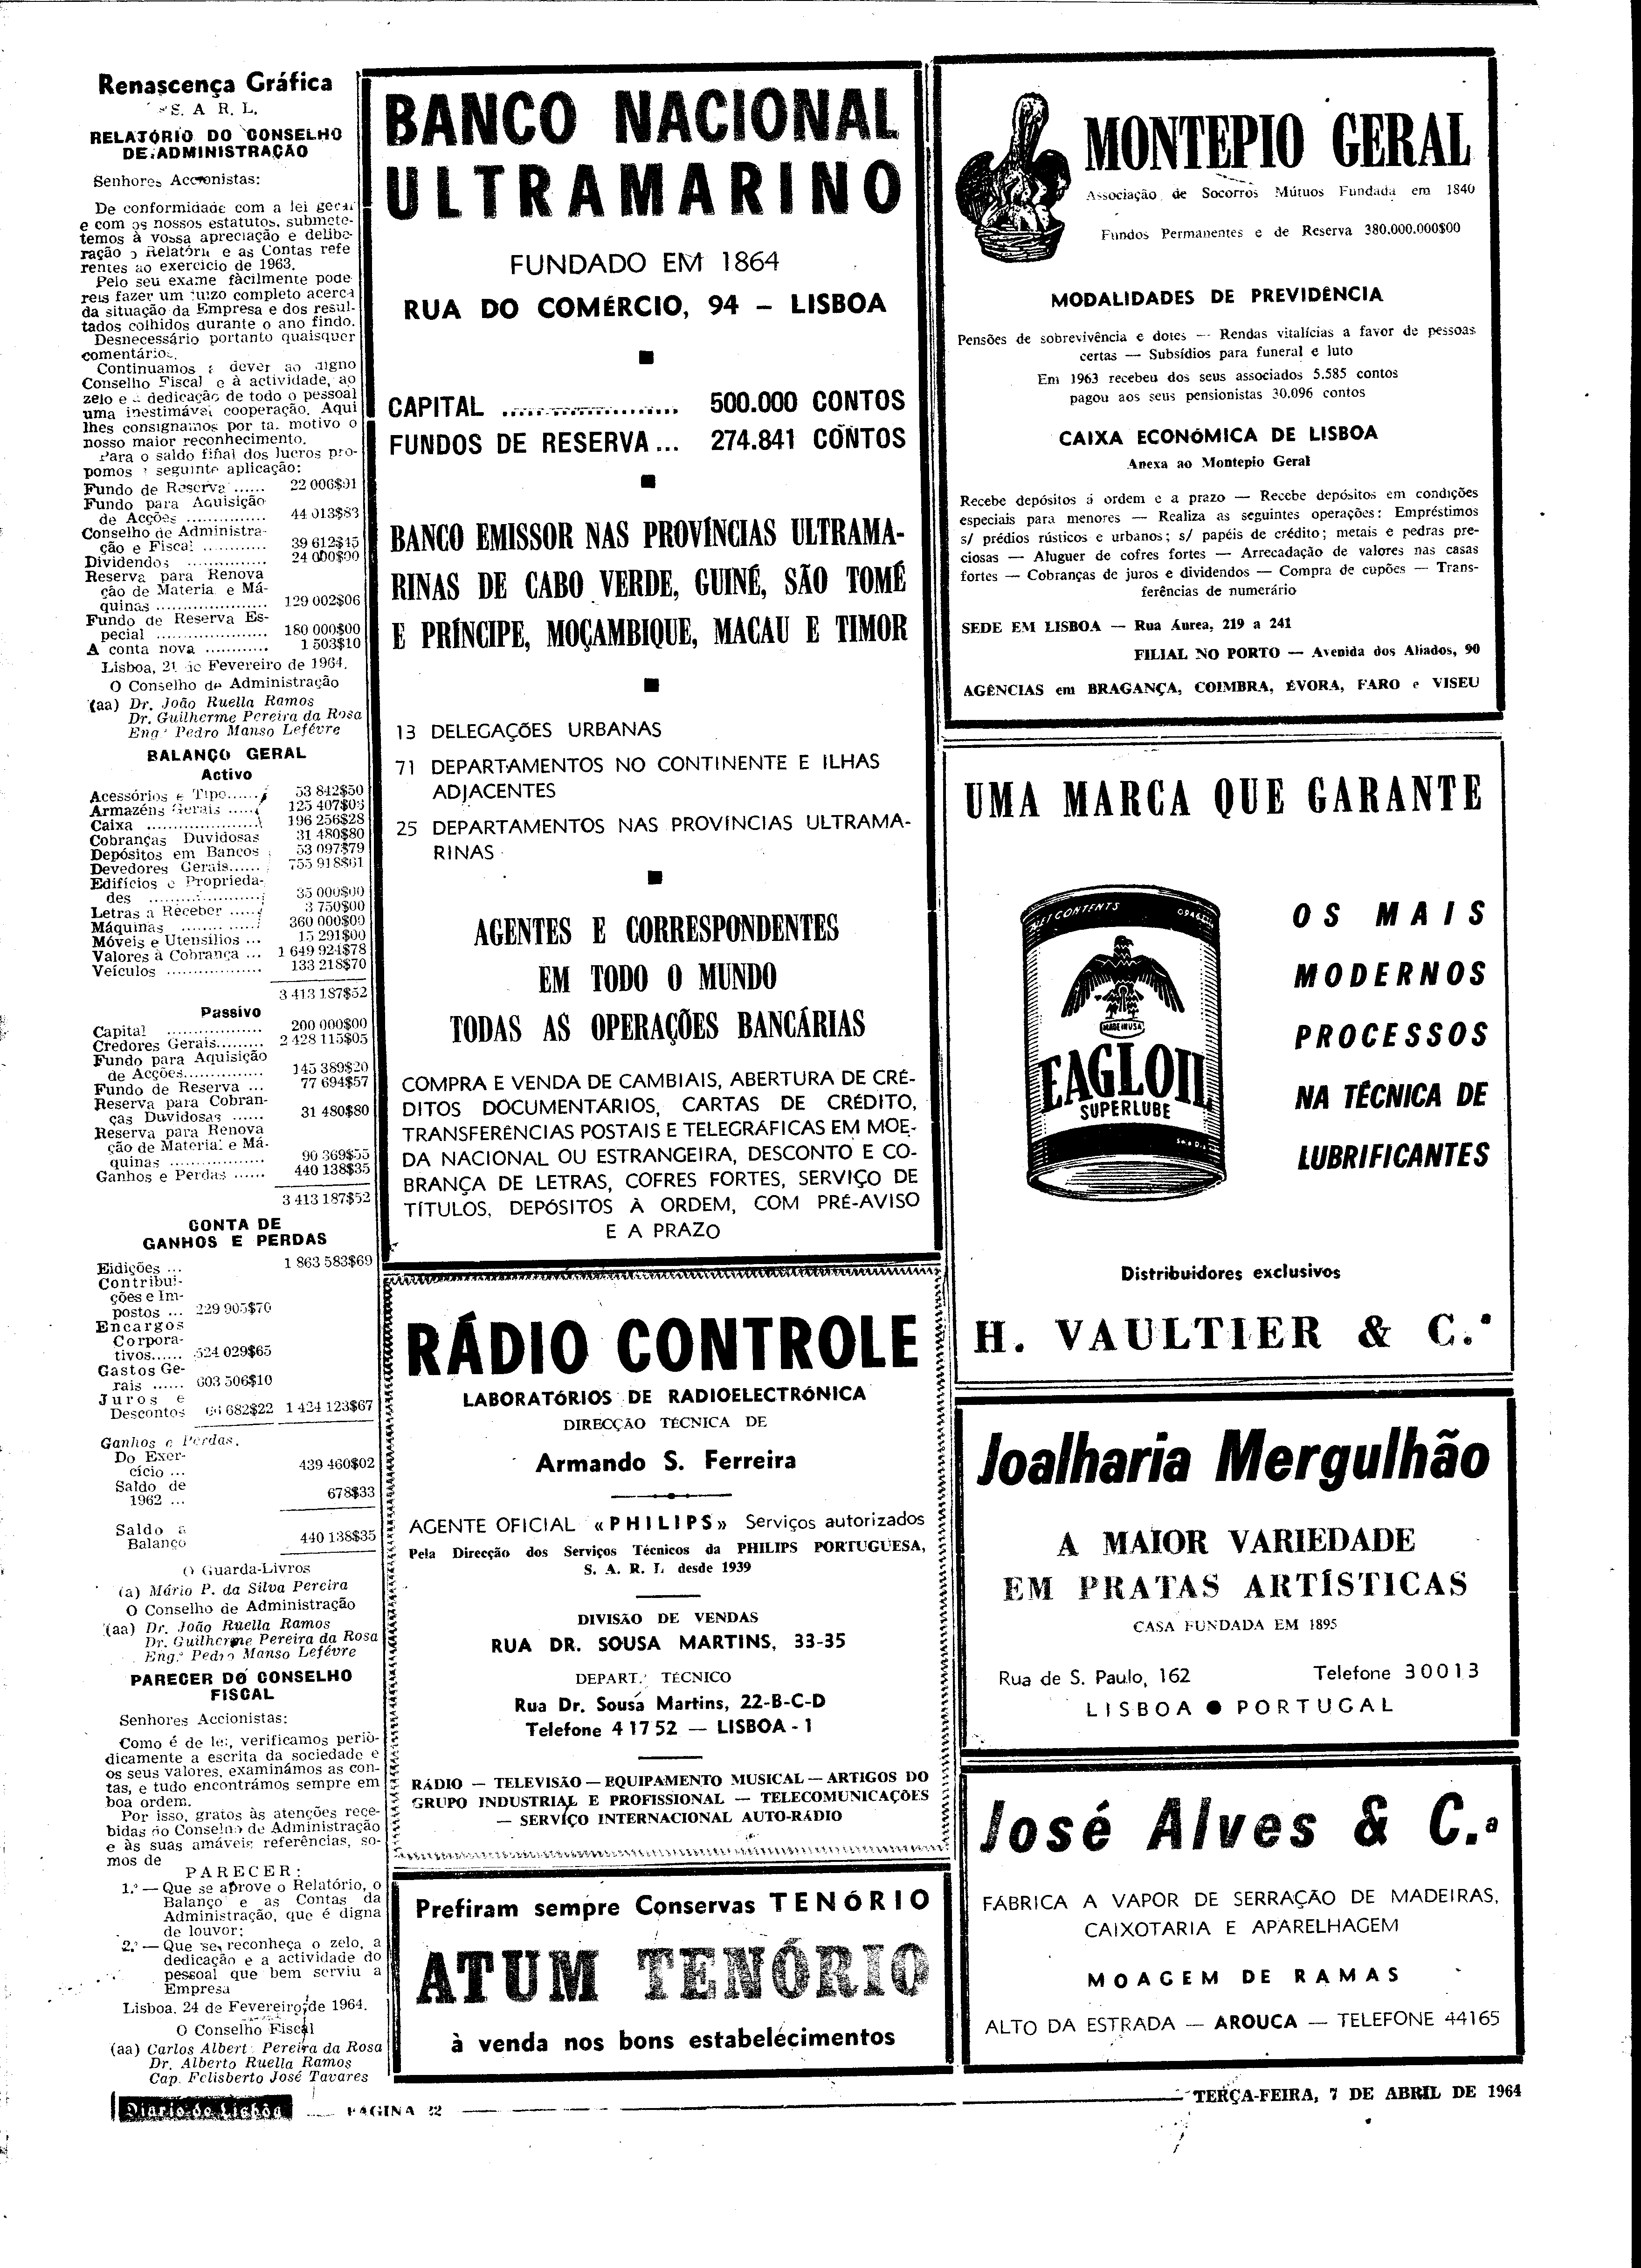 Renascença Gráfica
S. A R. L.
RELATÓRIO DO CONSELHO
DE ADMINISTRAÇÃO
Senhores Accionistas:
De conformidade com a lei geral
e com os nossos estatutos, submete-
temos à vossa apreciação e delibe-
ração o Relatório e as Contas refe
rentes ao exercício de 1963.
Pelo seu exame fàcilmente pode
reis fazer um juízo completo acerca
da situação da Empresa e dos resul-
tados colhidos durante o ano findo.
Desnecessário portanto quaisquer
comentários.
Continuamos a dever ao digno
Conselho Fiscal e à actividade, ao
zelo e à dedicação de todo o pessoal
uma inestimável cooperação. Aqui
lhes consignamos por tal motivo o
nosso maior reconhecimento.
Para o saldo final dos lucros pro-
pomos a seguinte aplicação:
Fundo de Reserva ...... 22 006$91
Fundo para Aquisição
de Acções ............... 44 013$83
Conselho de Administra-
ção e Fiscal ............ 39 612$45
Dividendos ............... 24 000$00
Reserva para Renova
ção de Material e Má-
quinas ..................... 129 002$06
Fundo de Reserva Es-
pecial ..................... 180 000$00
A conta nova ............ 1 503$10
Lisboa, 21 de Fevereiro de 1964.
O Conselho de Administração
(aa) Dr. João Ruella Ramos
Dr. Guilherme Pereira da Rosa
Eng.º Pedro Manso Lefévre
BALANÇO GERAL
Activo
Acessórios e Tipo...... 53 842$50
Armazéns Gerais ..... 125 407$03
Caixa ..................... 196 256$28
Cobranças Duvidosas 31 480$80
Depósitos em Bancos 53 097$79
Devedores Gerais...... 755 918$61
Edifícios e Proprieda-
des ..................... 35 000$00
Letras a Receber ..... 3 750$00
Máquinas ............... 360 000$00
Móveis e Utensílios ... 15 291$00
Valores à Cobrança ... 1 649 924$78
Veículos .................. 133 218$70
3 413 187$52
Passivo
Capital .................. 200 000$00
Credores Gerais......... 2 428 115$05
Fundo para Aquisição
de Acções............... 145 389$20
Fundo de Reserva ... 77 694$57
Reserva para Cobran-
ças Duvidosas ...... 31 480$80
Reserva para Renova
ção de Material e Má-
quinas .................. 90 369$55
Ganhos e Perdas ...... 440 138$35
3 413 187$52
CONTA DE
GANHOS E PERDAS
Eidições ... 1 863 583$69
Contribui-
ções e Im-
postos ... 229 905$70
Encargos
Corpora-
tivos...... 524 029$65
Gastos Ge-
rais ...... 603 506$10
Juros e
Descontos 66 682$22 1 424 123$67
Ganhos e Perdas.
Do Exer-
cício ... 439 460$02
Saldo de
1962 ... 678$33
Saldo a
Balanço 440 138$35
O Guarda-Livros
(a) Mário P. da Silva Pereira
O Conselho de Administração
(aa) Dr. João Ruella Ramos
Dr. Guilherme Pereira da Rosa
Eng.º Pedro Manso Lefévre
PARECER DO CONSELHO
FISCAL
Senhores Accionistas:
Como é de lei, verificamos periò-
dicamente a escrita da sociedade e
os seus valores, examinámos as con-
tas, e tudo encontrámos sempre em
boa ordem.
Por isso, gratos às atenções rece-
bidas do Conselho de Administração
e às suas amáveis referências, so-
mos de
PARECER:
1.º — Que se aprove o Relatório, o
Balanço e as Contas da
Administração, que é digna
de louvor;
2.º — Que se reconheça o zelo, a
dedicação e a actividade do
pessoal que bem serviu a
Empresa
Lisboa, 24 de Fevereiro de 1964.
O Conselho Fiscal
(aa) Carlos Albert Pereira da Rosa
Dr. Alberto Ruella Ramos
Cap. Felisberto José Tavares
BANCO NACIONAL
ULTRAMARINO
FUNDADO EM 1864
RUA DO COMÉRCIO, 94 – LISBOA
CAPITAL ........................ 500.000 CONTOS
FUNDOS DE RESERVA ... 274.841 CONTOS
BANCO EMISSOR NAS PROVÍNCIAS ULTRAMA-
RINAS DE CABO VERDE, GUINÉ, SÃO TOMÉ
E PRÍNCIPE, MOÇAMBIQUE, MACAU E TIMOR
13 DELEGAÇÕES URBANAS
71 DEPARTAMENTOS NO CONTINENTE E ILHAS
ADJACENTES
25 DEPARTAMENTOS NAS PROVÍNCIAS ULTRAMA-
RINAS
AGENTES E CORRESPONDENTES
EM TODO O MUNDO
TODAS AS OPERAÇÕES BANCÁRIAS
COMPRA E VENDA DE CAMBIAIS, ABERTURA DE CRÉ-
DITOS DOCUMENTÁRIOS, CARTAS DE CRÉDITO,
TRANSFERÊNCIAS POSTAIS E TELEGRÁFICAS EM MOE-
DA NACIONAL OU ESTRANGEIRA, DESCONTO E CO-
BRANÇA DE LETRAS, COFRES FORTES, SERVIÇO DE
TÍTULOS, DEPÓSITOS À ORDEM, COM PRÉ-AVISO
E A PRAZO
RÁDIO CONTROLE
LABORATÓRIOS DE RADIOELECTRÓNICA
DIRECÇÃO TÉCNICA DE
Armando S. Ferreira
AGENTE OFICIAL «PHILIPS» Serviços autorizados
Pela Direcção dos Serviços Técnicos da PHILIPS PORTUGUESA,
S. A. R. L desde 1939
DIVISÃO DE VENDAS
RUA DR. SOUSA MARTINS, 33-35
DEPART. TÉCNICO
Rua Dr. Sousa Martins, 22-B-C-D
Telefone 4 17 52 — LISBOA - 1
RÁDIO — TELEVISÃO — EQUIPAMENTO MUSICAL — ARTIGOS DO
GRUPO INDUSTRIAL E PROFISSIONAL — TELECOMUNICAÇÕES
— SERVIÇO INTERNACIONAL AUTO-RÁDIO
Prefiram sempre Conservas TENÓRIO
ATUM TENÓRIO
à venda nos bons estabelecimentos
MONTEPIO GERAL
Associação de Socorros Mútuos Fundada em 1840
Fundos Permanentes e de Reserva 380.000.000$00
MODALIDADES DE PREVIDÊNCIA
Pensões de sobrevivência e dotes — Rendas vitalícias a favor de pessoas
certas — Subsídios para funeral e luto
Em 1963 recebeu dos seus associados 5.585 contos
pagou aos seus pensionistas 30.096 contos
CAIXA ECONÓMICA DE LISBOA
Anexa ao Montepio Geral
Recebe depósitos á ordem e a prazo — Recebe depósitos em condições
especiais para menores — Realiza as seguintes operações: Empréstimos
s/ prédios rústicos e urbanos; s/ papéis de crédito; metais e pedras pre-
ciosas — Aluguer de cofres fortes — Arrecadação de valores nas casas
fortes — Cobranças de juros e dividendos — Compra de cupões — Trans-
ferências de numerário
SEDE EM LISBOA — Rua Áurea, 219 a 241
FILIAL NO PORTO — Avenida dos Aliados, 90
AGÊNCIAS em BRAGANÇA, COIMBRA, ÉVORA, FARO e VISEU
UMA MARCA QUE GARANTE
NET CONTENTS
MADE IN USA
EAGLOIL
SUPERLUBE
OS MAIS
MODERNOS
PROCESSOS
NA TÉCNICA DE
LUBRIFICANTES
Distribuidores exclusivos
H. VAULTIER & C.ª
Joalharia Mergulhão
A MAIOR VARIEDADE
EM PRATAS ARTÍSTICAS
CASA FUNDADA EM 1895
Rua de S. Paulo, 162 Telefone 30013
LISBOA ● PORTUGAL
José Alves & C.a
FÁBRICA A VAPOR DE SERRAÇÃO DE MADEIRAS,
CAIXOTARIA E APARELHAGEM
MOAGEM DE RAMAS
ALTO DA ESTRADA — AROUCA — TELEFONE 44165
Diário de Lisboa — PÁGINA 22 — TERÇA-FEIRA, 7 DE ABRIL DE 1964